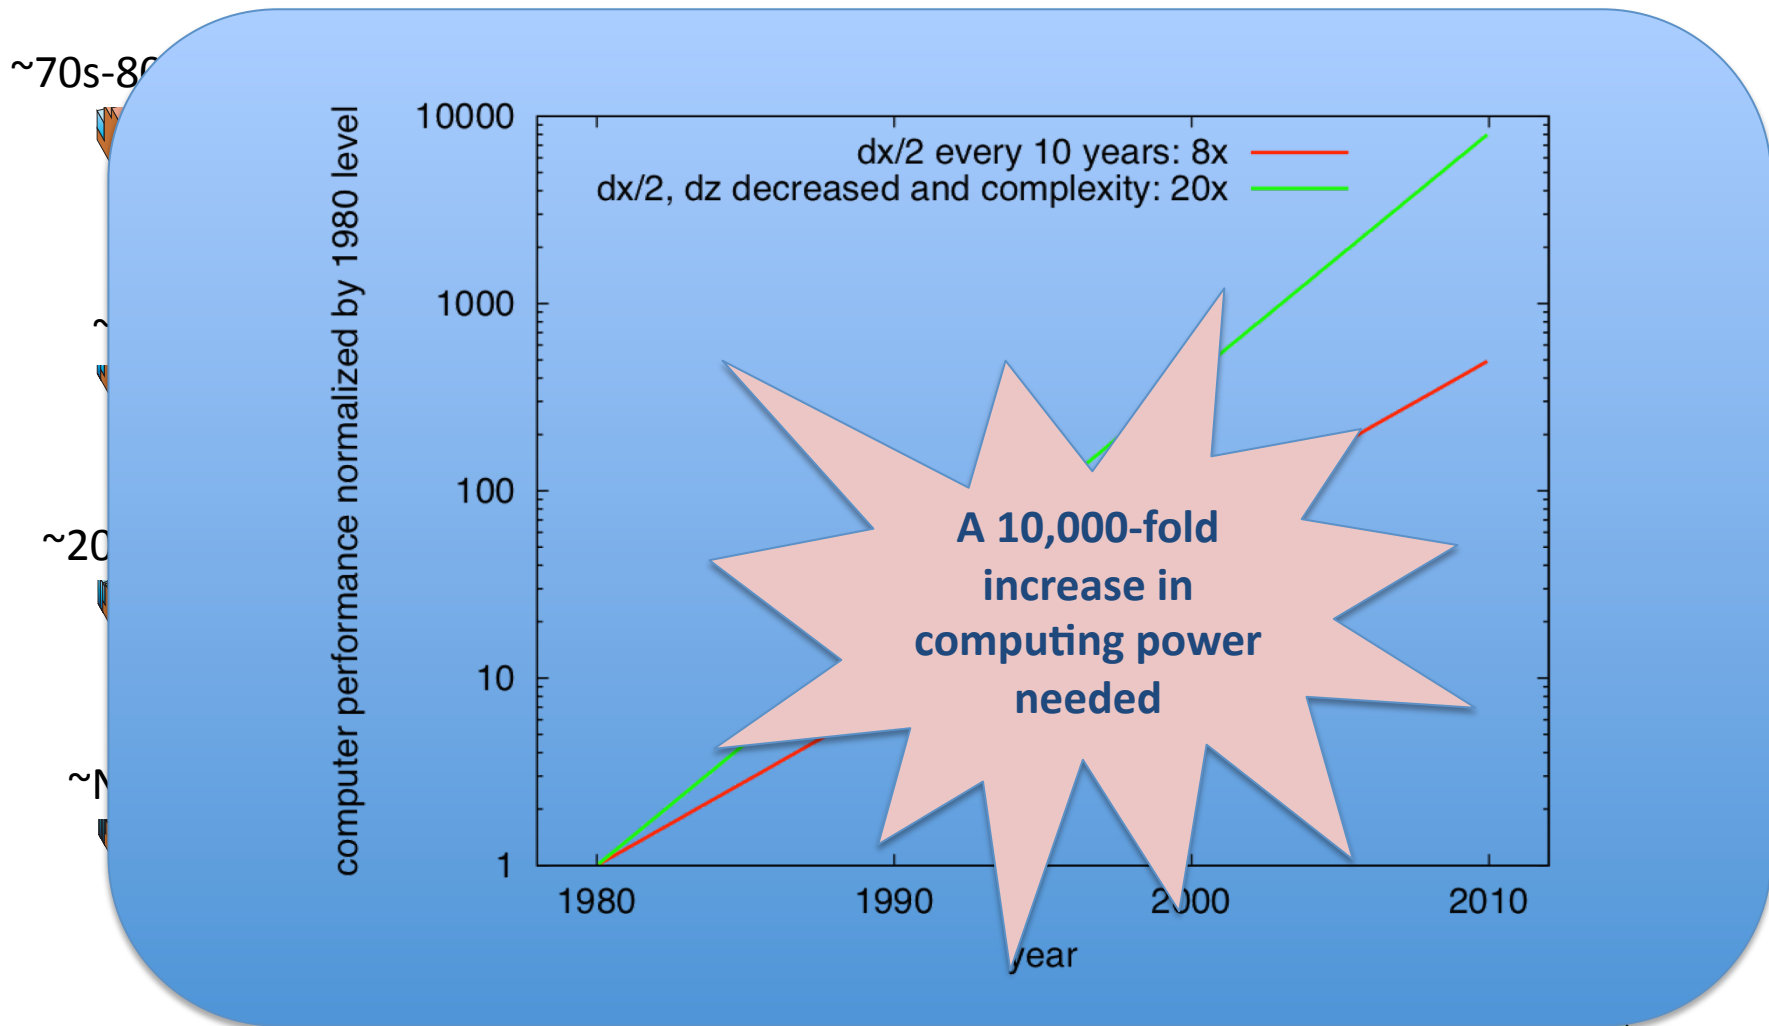 ~70s-80
~
~20
~N
computer performance normalized by 1980 level
10000
1000
100
10
1
dx/2 every 10 years: 8x
dx/2, dz decreased and complexity: 20x
A 10,000-fold
increase in
computing power
needed
1980 1990 2000 2010
year